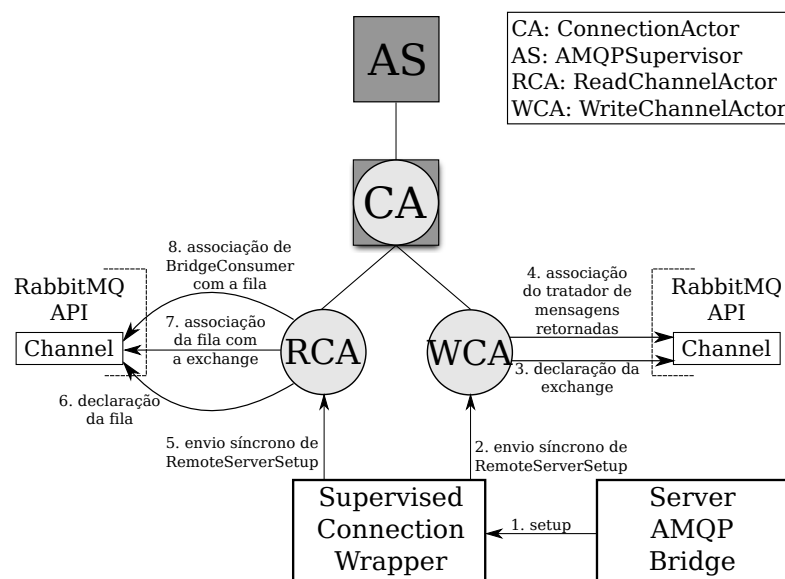 AS
CA: ConnectionActor
AS: AMQPSupervisor
RCA: ReadChannelActor
WCA: WriteChannelActor
CA
8. associação de
BridgeConsumer
com a fila
RabbitMQ
API
Channel
7. associação
da fila com
a exchange
6. declaração
da fila
RCA
WCA
4. associação
do tratador de
mensagens
retornadas
3. declaração da
exchange
RabbitMQ
API
Channel
5. envio síncrono de
RemoteServerSetup
2. envio síncrono de
RemoteServerSetup
Supervised
Connection
Wrapper
1. setup
Server
AMQP
Bridge